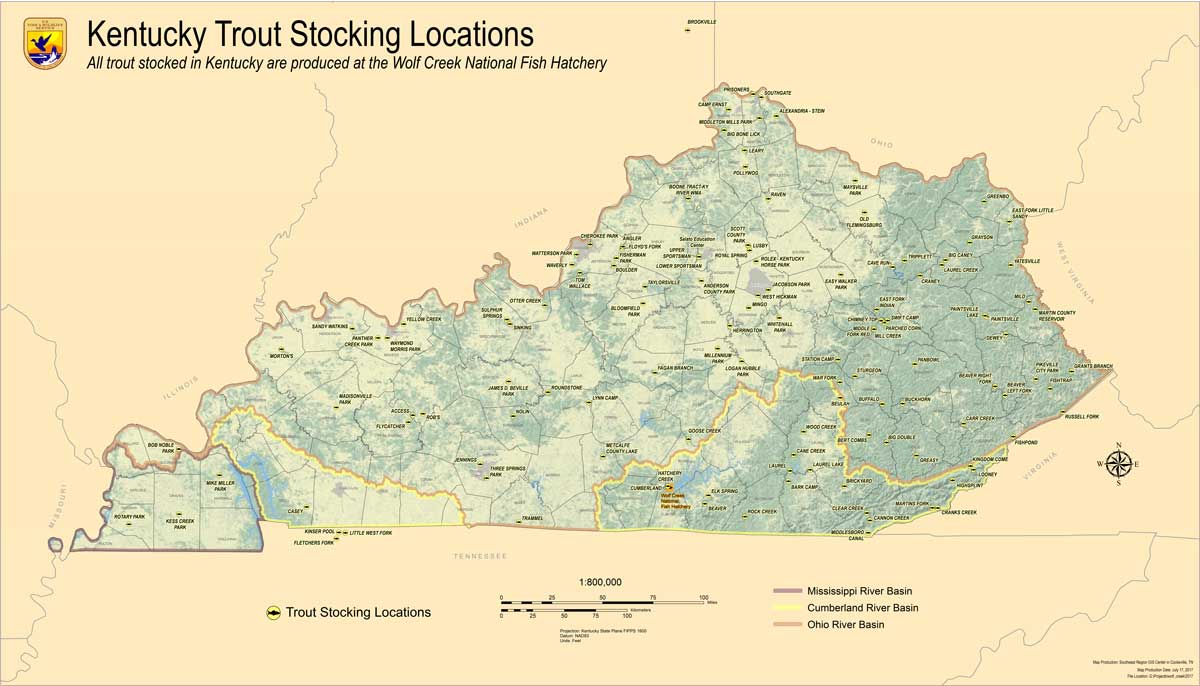 U.S.
FISH & WILDLIFE
SERVICE
Kentucky Trout Stocking Locations
All trout stocked in Kentucky are produced at the Wolf Creek National Fish Hatchery
BROOKVILLE
PRISONERS
SOUTHGATE
CAMP ERNST
ALEXANDRIA - STEIN
MIDDLETON MILLS PARK
BIG BONE LICK
OHIO
LEARY
POLLYWOG
BOONE TRACT-KY
RIVER WMA
RAVEN
MAYSVILLE
PARK
GREENBO
INDIANA
OLD
FLEMINGSBURG
EAST FORK LITTLE
SANDY
CHEROKEE PARK
ANGLER
FLOYD'S FORK
Salato Education
Center
SCOTT
COUNTY
PARK
LUSBY
GRAYSON
WEST VIRGINIA
WATTERSON PARK
FISHERMAN
PARK
UPPER
SPORTSMAN
ROYAL SPRING
ROLEX - KENTUCKY
HORSE PARK
CAVE RUN
TRIPPLETT
BIG CANEY
LAUREL CREEK
YATESVILLE
WAVERLY
BOULDER
LOWER SPORTSMAN
TOM
WALLACE
TAYLORSVILLE
ANDERSON
COUNTY PARK
JACOBSON PARK
EASY WALKER
PARK
CRANEY
OTTER CREEK
WEST HICKMAN
EAST FORK
INDIAN
MILO
SULPHUR
SPRINGS
BLOOMFIELD
PARK
MINGO
PAINTSVILLE
LAKE
PAINTSVILLE
MARTIN COUNTY
RESERVOIR
YELLOW CREEK
SANDY WATKINS
SINKING
HERRINGTON
WHITEHALL
PARK
CHIMNEY TOP
SWIFT CAMP
MIDDLE
FORK RED
PARCHED CORN
MILL CREEK
DEWEY
PANTHER
CREEK PARK
WAYMOND
MORRIS PARK
MORTON'S
MILLENNIUM
PARK
STATION CAMP
PANBOWL
FAGAN BRANCH
LOGAN HUBBLE
PARK
STURGEON
PIKEVILLE
CITY PARK
GRANTS BRANCH
ILLINOIS
WAR FORK
BEAVER RIGHT
FORK
FISHTRAP
JAMES D. BEVILLE
PARK
ROUNDSTONE
BEAVER
LEFT FORK
MADISONVILLE
PARK
LYNN CAMP
BEULAH
BUFFALO
BUCKHORN
ACCESS
ROE'S
NOLIN
RUSSELL FORK
FLYCATCHER
GOOSE CREEK
WOOD CREEK
CARR CREEK
BOB NOBLE
PARK
METCALFE
COUNTY LAKE
BERT COMBS
BIG DOUBLE
FISHPOND
CANE CREEK
JENNINGS
THREE SPRINGS
PARK
HATCHERY
CREEK
LAUREL
LAUREL LAKE
GREASY
KINGDOM COME
LOONEY
VIRGINIA
N
W
E
S
MIKE MILLER
PARK
CUMBERLAND
Wolf Creek
National
Fish Hatchery
BARK CAMP
BRICKYARD
HIGHSPLINT
MISSOURI
ELK SPRING
BEAVER
ROCK CREEK
CLEAR CREEK
MARTINS FORK
CRANKS CREEK
ROTARY PARK
KESS CREEK
PARK
CASEY
TRAMMEL
CANNON CREEK
KINSER POOL
LITTLE WEST FORK
MIDDLESBORO
CANAL
FLETCHERS FORK
TENNESSEE
1:800,000
0 25 50 75 100
Miles
0 25 50 75 100
Kilometers
Trout Stocking Locations
Mississippi River Basin
Cumberland River Basin
Ohio River Basin
Projection: Kentucky State Plane FIPPS 1600
Datum: NAD83
Units: Feet
Map Production: Southeast Region GIS Center in Cookeville, TN
Map Production Date: July 17, 2017